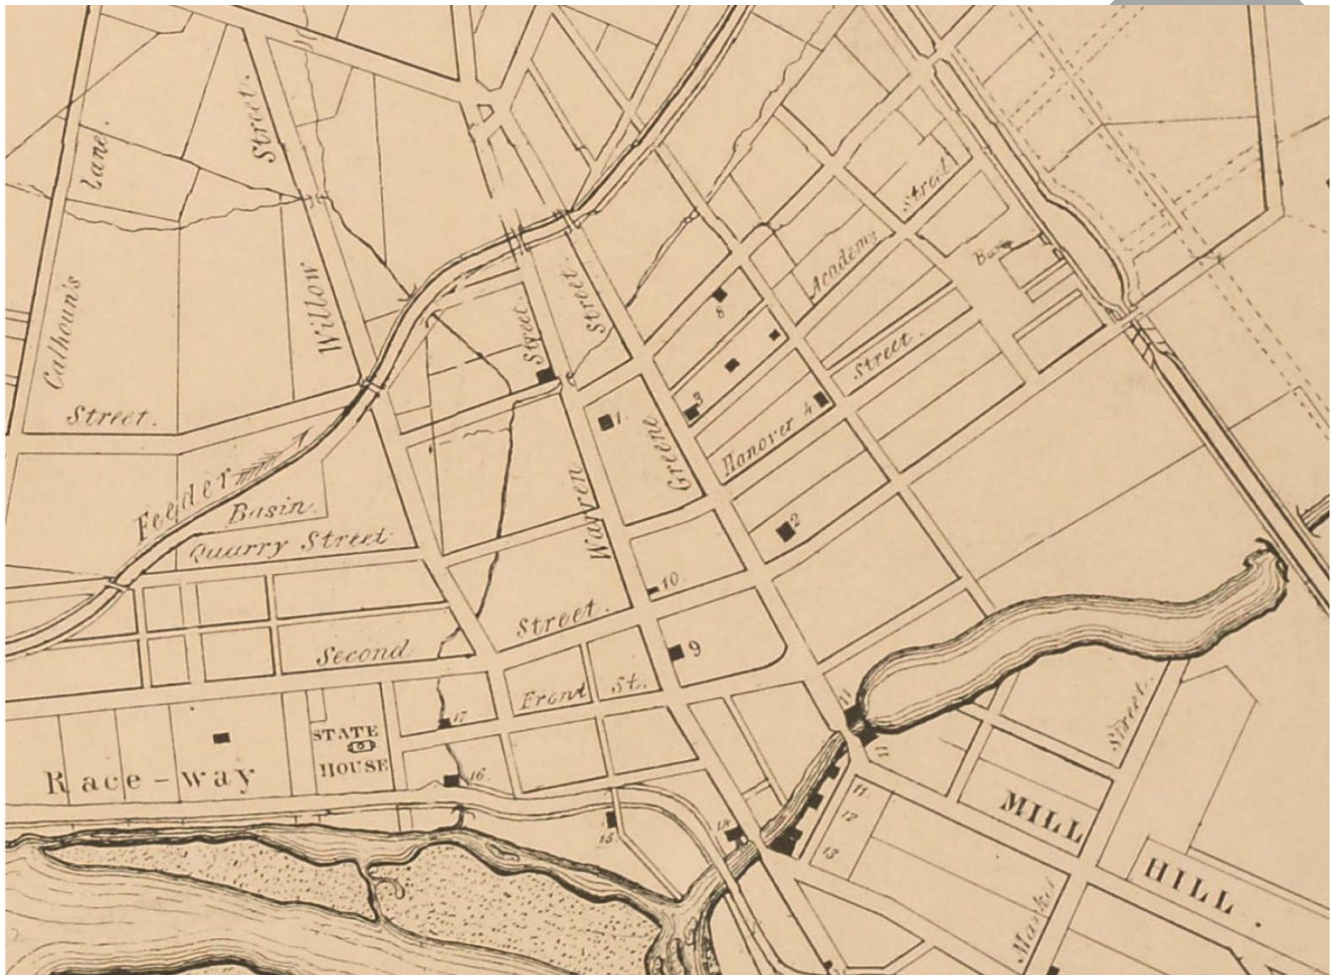 Street.
Lane.
Street
Academy
Bas
Calhoun's
Willow
Street.
Street.
8
Street.
3
4
Street.
1.
Greene
Hanover
Feeder
Basin.
Quarry Street
Warren
2
10.
Street.
Second
9
Front St.
Street.
17
STATE
HOUSE
11
11
Race-way
16.
11.
MILL
12
15
14
13
HILL
Market